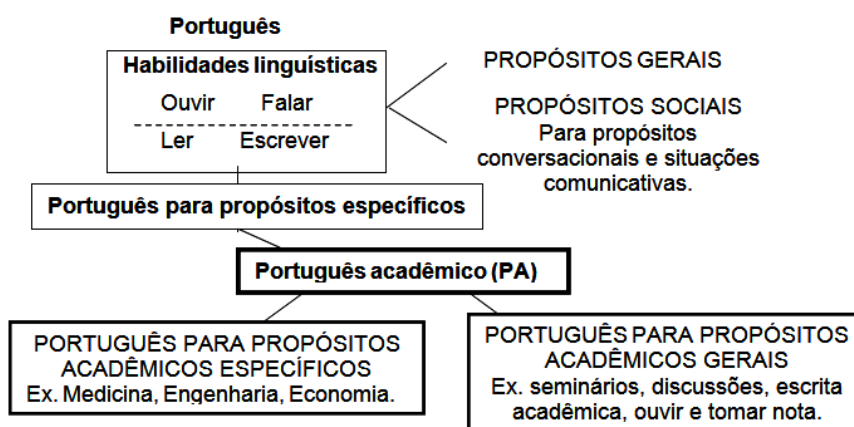 Português
Habilidades linguísticas
Ouvir Falar
Ler Escrever
PROPÓSITOS GERAIS
PROPÓSITOS SOCIAIS
Para propósitos
conversacionais e situações
comunicativas.
Português para propósitos específicos
Português acadêmico (PA)
PORTUGUÊS PARA PROPÓSITOS
ACADÊMICOS ESPECÍFICOS
Ex. Medicina, Engenharia, Economia.
PORTUGUÊS PARA PROPÓSITOS
ACADÊMICOS GERAIS
Ex. seminários, discussões, escrita
acadêmica, ouvir e tomar nota.